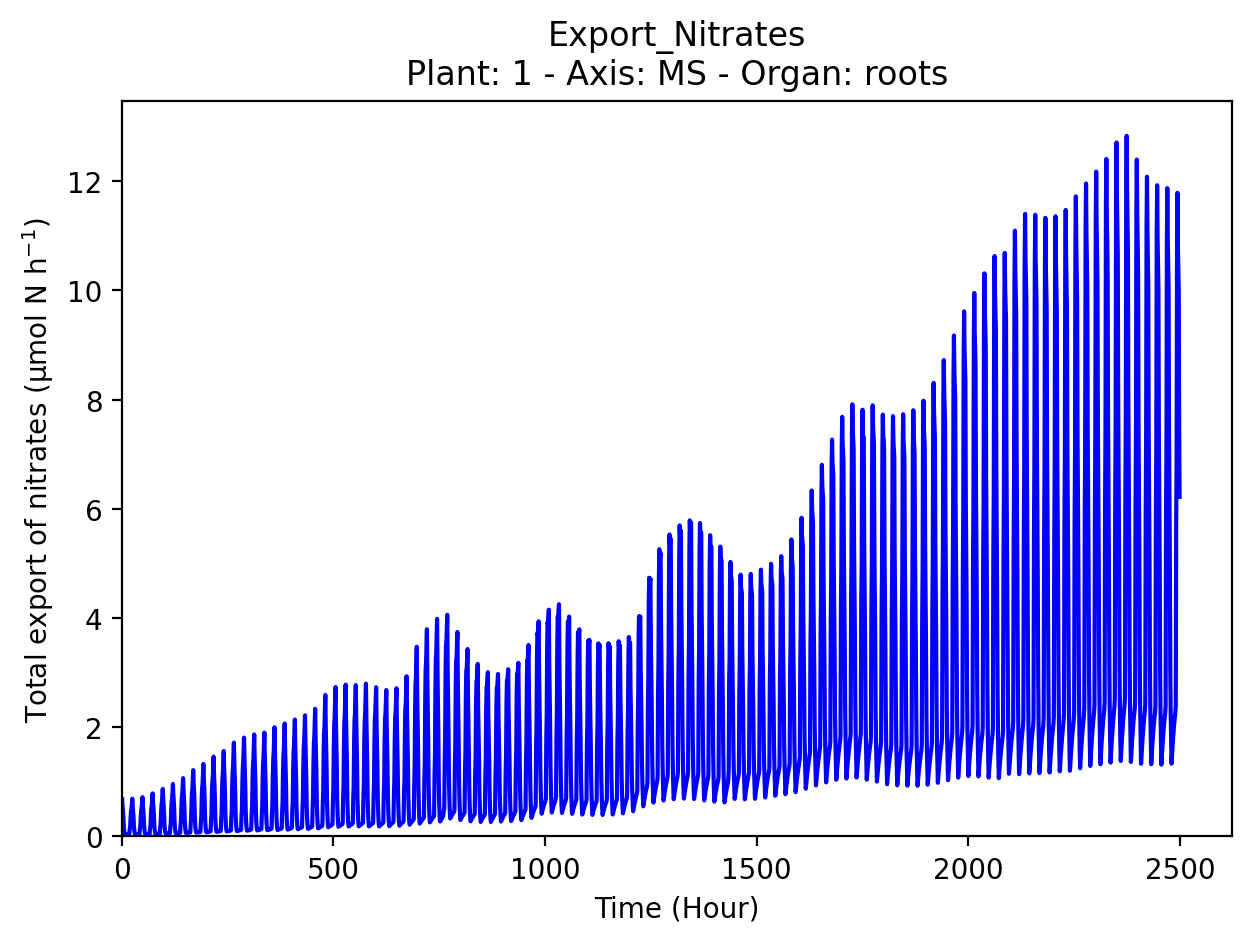 Export_Nitrates
Plant: 1 - Axis: MS - Organ: roots
Total export of nitrates (µmol N h⁻¹)
12
10
8
6
4
2
0
0 500 1000 1500 2000 2500
Time (Hour)